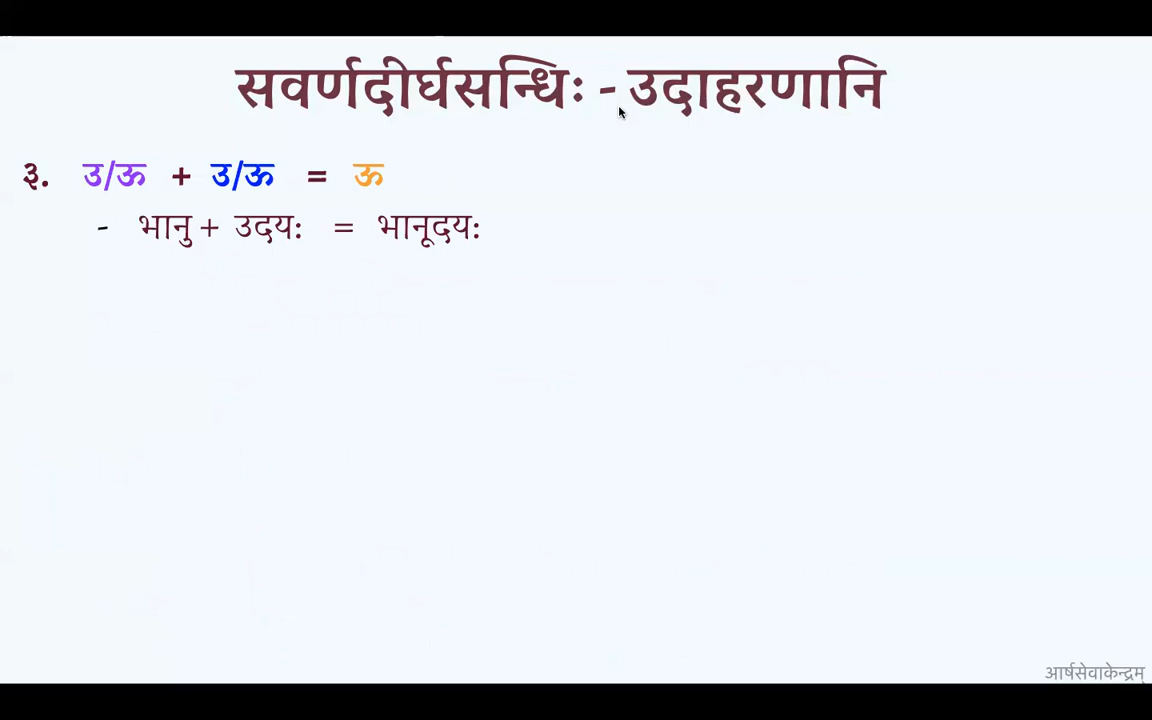 सवर्णदीर्घसन्धिः - उदाहरणानि
३. उ/ऊ + उ/ऊ = ऊ
- भानु + उदयः = भानूदयः
आर्षसेवाकेन्द्रम्